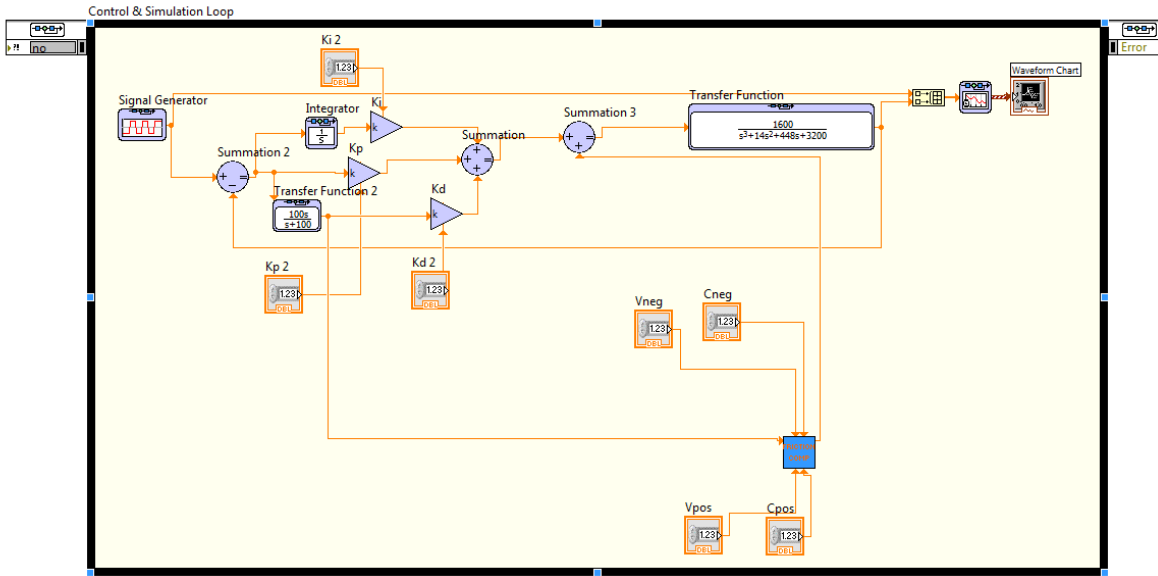 Control & Simulation Loop
?! no
Error
Ki 2
1.23
DBL
Waveform Chart
Signal Generator
Integrator
1
s
Ki
k
Transfer Function
1600
s³+14s²+448s+3200
Summation 3
Summation
Summation 2
Kp
k
Transfer Function 2
100s
s+100
Kd
k
Kp 2
1.23
DBL
Kd 2
1.23
DBL
Vneg
1.23
DBL
Cneg
1.23
DBL
Vpos
1.23
DBL
Cpos
1.23
DBL